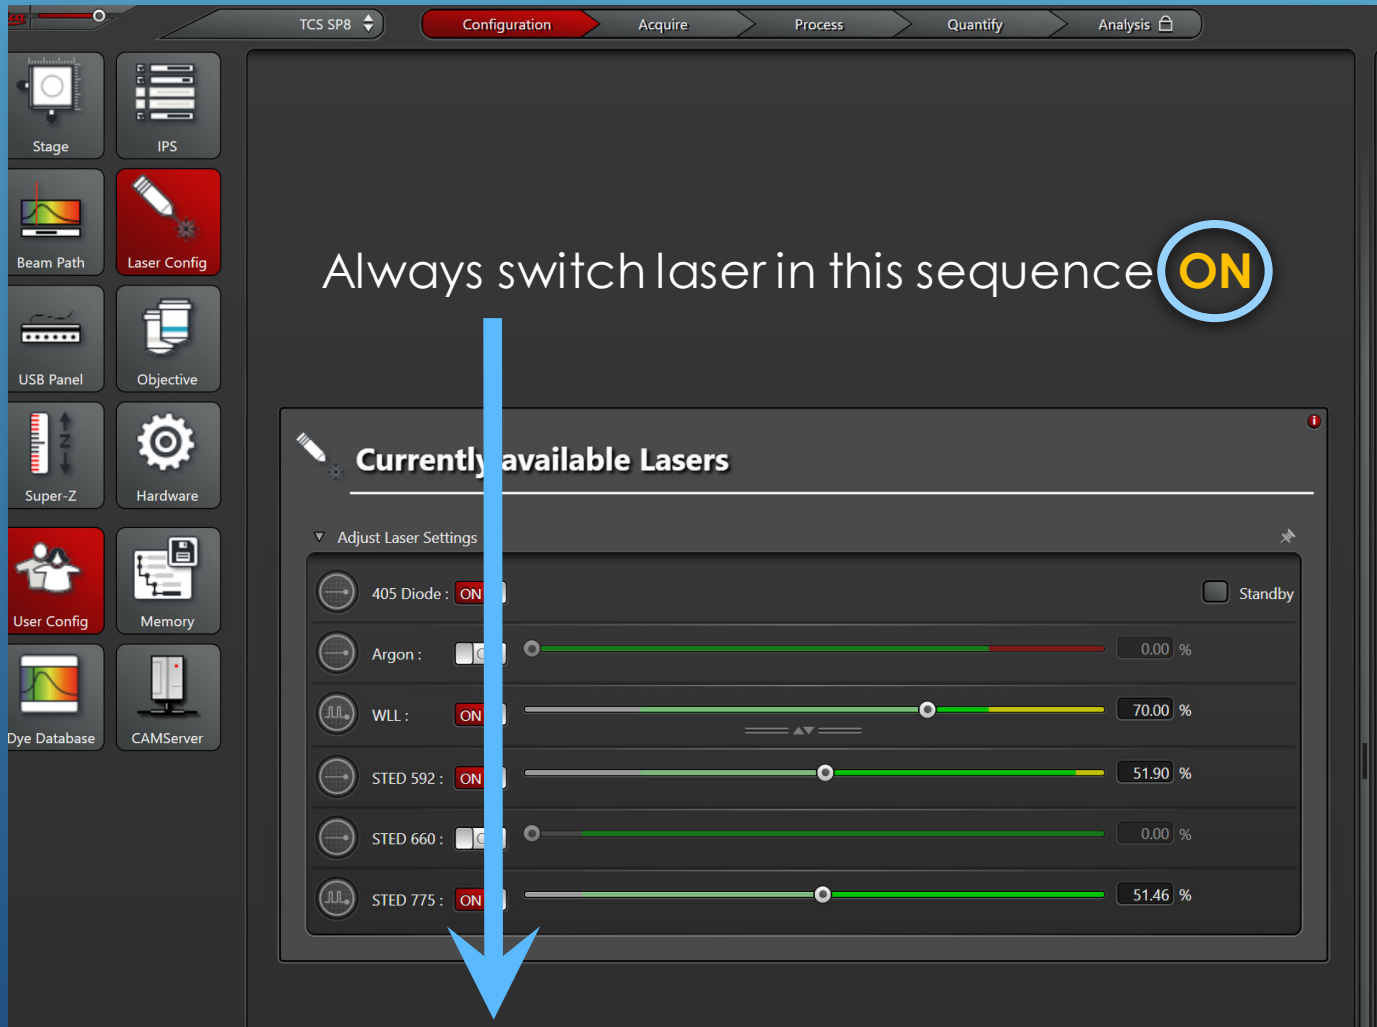 TCS SP8 Configuration Acquire Process Quantify Analysis
Stage IPS
Beam Path Laser Config
Always switch laser in this sequence ON
USB Panel Objective
Currently available Lasers
Super-Z Hardware
Adjust Laser Settings
405 Diode : ON Standby
User Config Memory
Argon : 0.00 %
WLL : ON 70.00 %
Dye Database CAMServer
STED 592 : ON 51.90 %
STED 660 : 0.00 %
STED 775 : ON 51.46 %